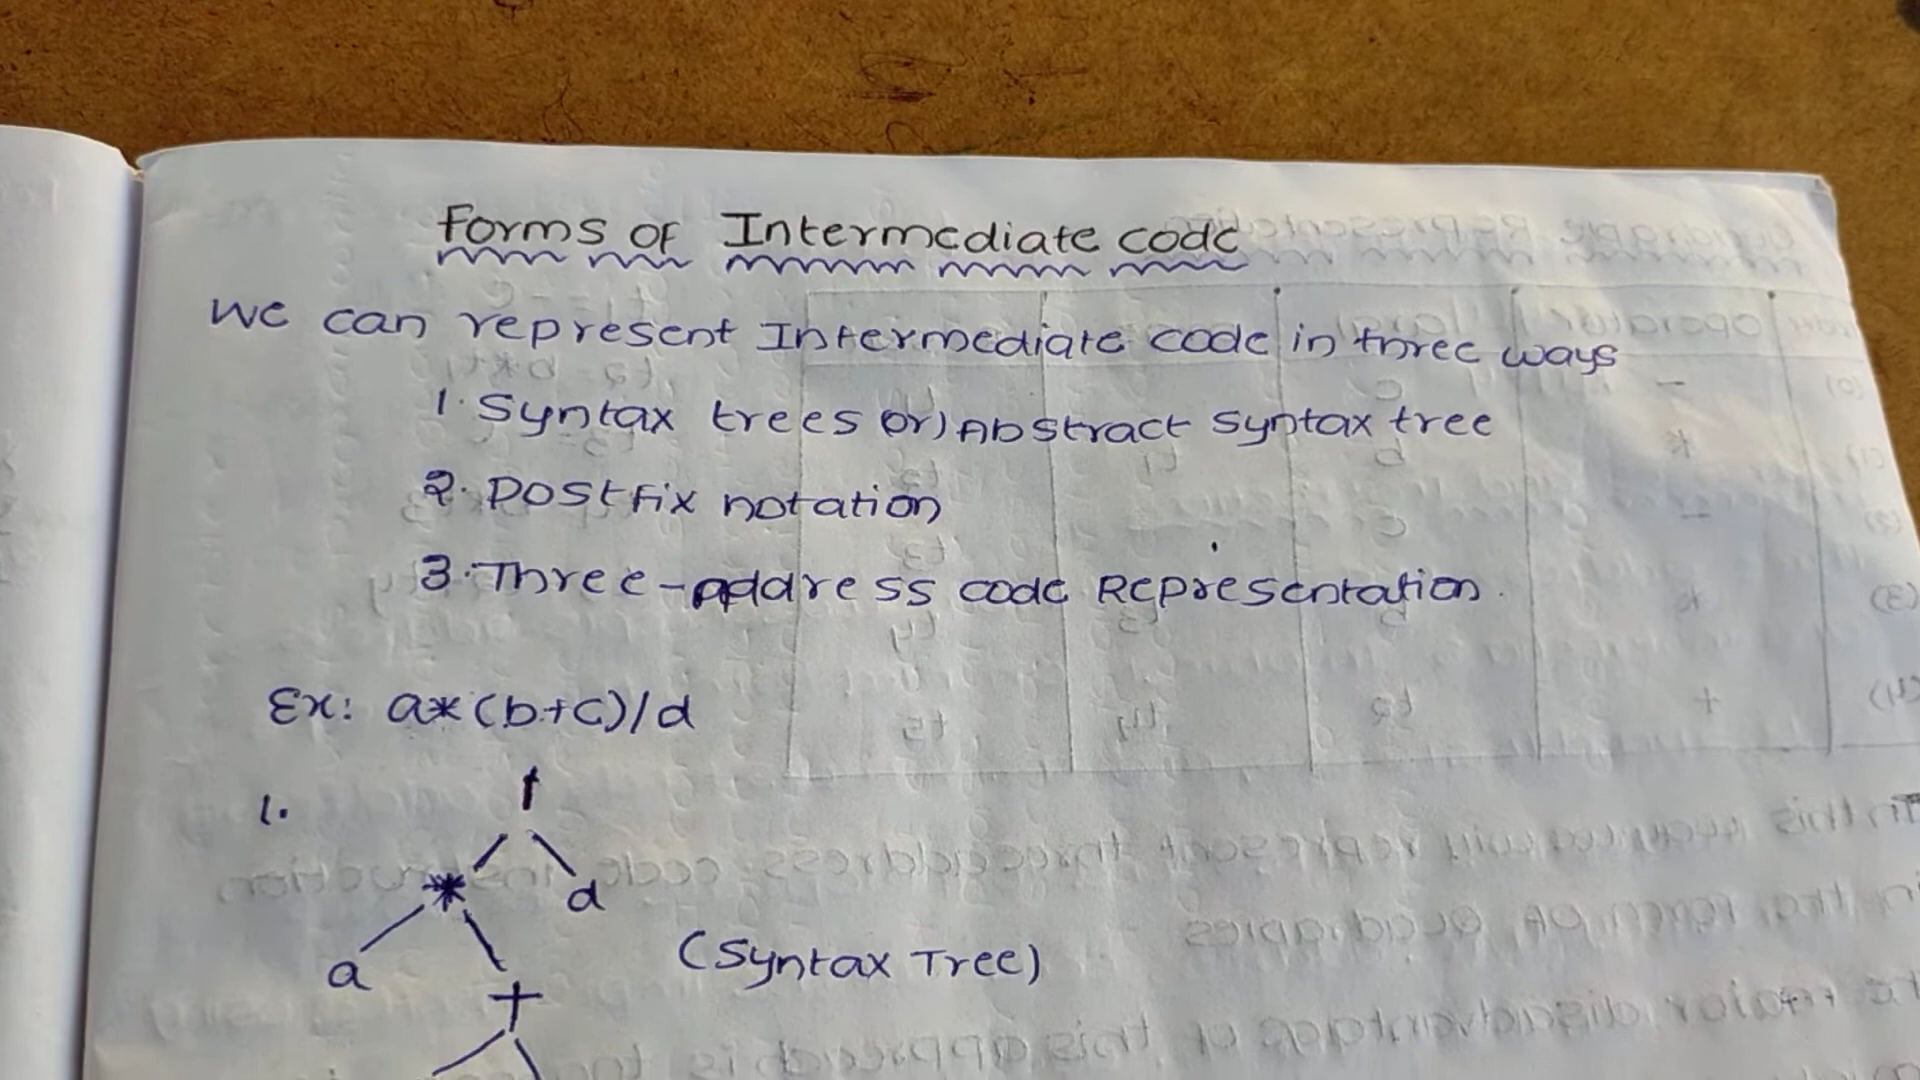 Forms of Intermediate code
We can represent Intermediate code in three ways
1. Syntax trees (or) Abstract syntax tree
2. Postfix notation
3. Three-address code Representation.
Ex: a*(b+c)/d
1.
/
* d
a
(Syntax Tree)
+